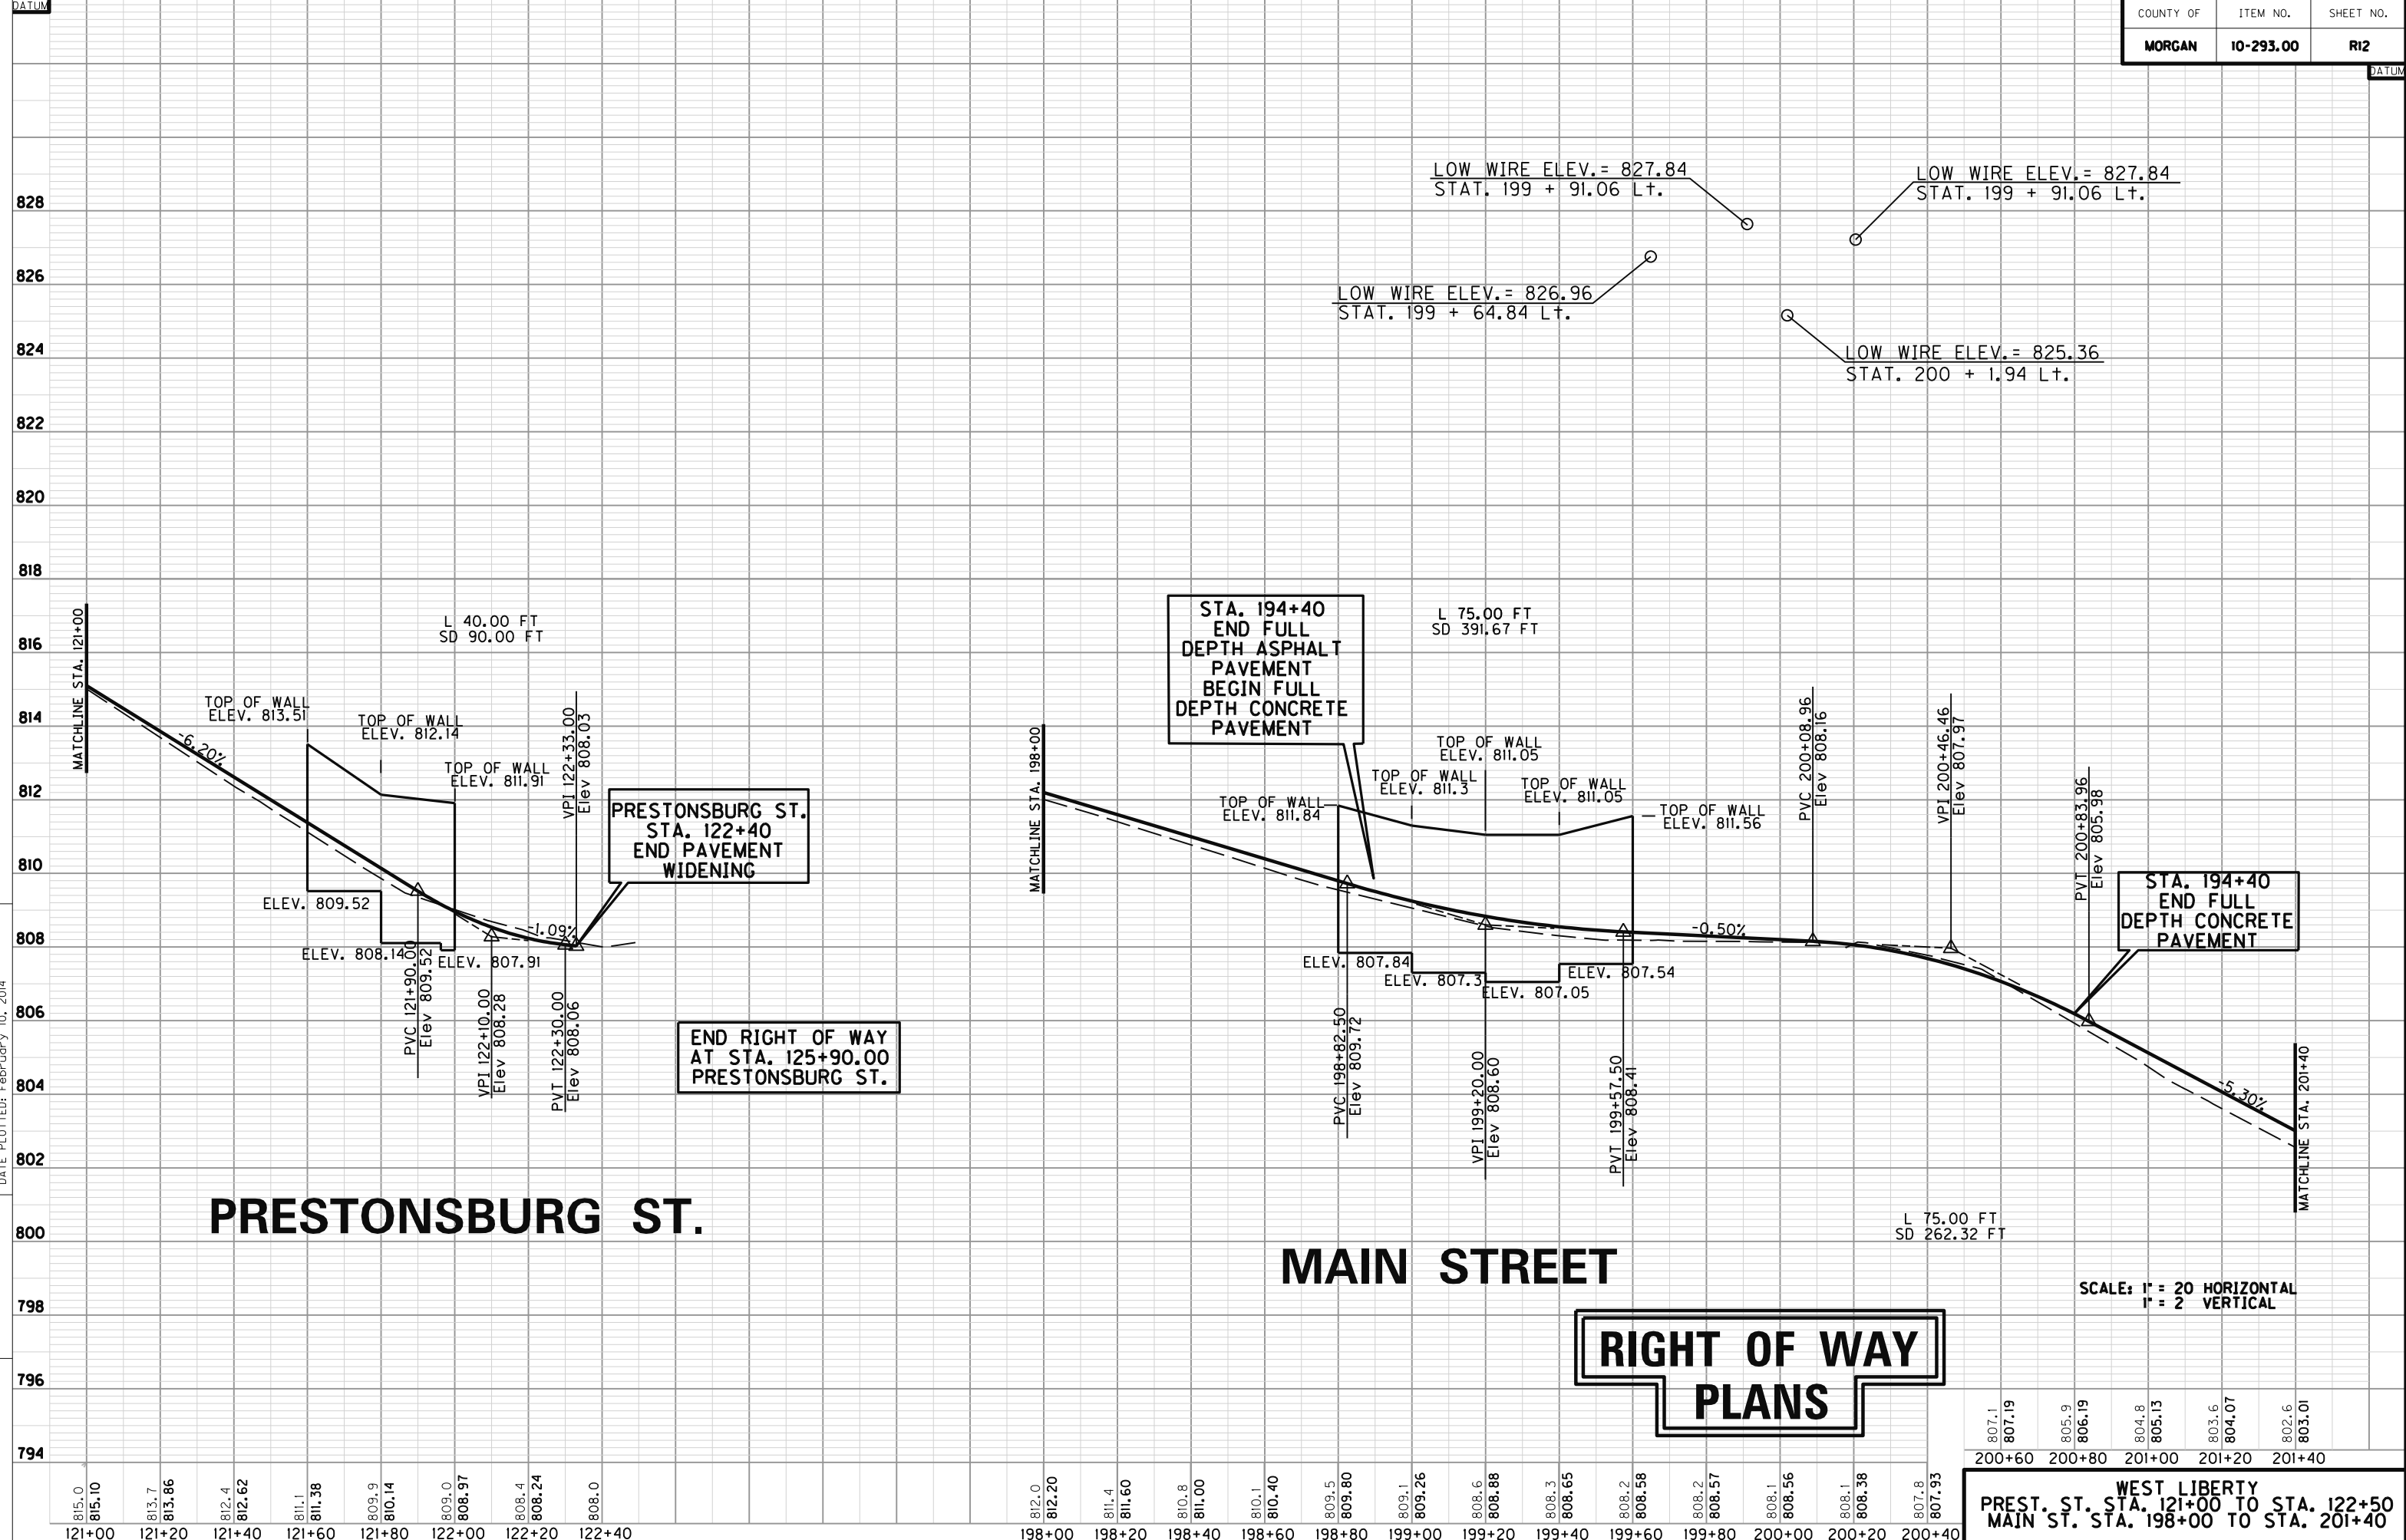 DATUM
COUNTY OF ITEM NO. SHEET NO.
MORGAN 10-293.00 R12
DATUM
828
826
824
822
820
818
816
814
812
810
808
806
804
802
800
798
796
794
LOW WIRE ELEV.= 827.84
STAT. 199 + 91.06 Lt.
LOW WIRE ELEV.= 827.84
STAT. 199 + 91.06 Lt.
LOW WIRE ELEV.= 826.96
STAT. 199 + 64.84 Lt.
LOW WIRE ELEV.= 825.36
STAT. 200 + 1.94 Lt.
MATCHLINE STA. 121+00
-6.20%
L 40.00 FT
SD 90.00 FT
TOP OF WALL
ELEV. 813.51
TOP OF WALL
ELEV. 812.14
TOP OF WALL
ELEV. 811.91
VPI 122+33.00
Elev 808.03
PRESTONSBURG ST.
STA. 122+40
END PAVEMENT
WIDENING
ELEV. 809.52
ELEV. 808.14
ELEV. 807.91
-1.09%
PVC 121+90.00
Elev 809.52
VPI 122+10.00
Elev 808.28
PVT 122+30.00
Elev 808.06
END RIGHT OF WAY
AT STA. 125+90.00
PRESTONSBURG ST.
PRESTONSBURG ST.
MATCHLINE STA. 198+00
STA. 194+40
END FULL
DEPTH ASPHALT
PAVEMENT
BEGIN FULL
DEPTH CONCRETE
PAVEMENT
L 75.00 FT
SD 391.67 FT
TOP OF WALL
ELEV. 811.84
TOP OF WALL
ELEV. 811.3
TOP OF WALL
ELEV. 811.05
TOP OF WALL
ELEV. 811.05
TOP OF WALL
ELEV. 811.56
ELEV. 807.84
ELEV. 807.3
ELEV. 807.05
ELEV. 807.54
PVC 198+82.50
Elev 809.72
VPI 199+20.00
Elev 808.60
PVT 199+57.50
Elev 808.41
-0.50%
PVC 200+08.96
Elev 808.16
VPI 200+46.46
Elev 807.97
PVT 200+83.96
Elev 805.98
STA. 194+40
END FULL
DEPTH CONCRETE
PAVEMENT
-5.30%
MATCHLINE STA. 201+40
L 75.00 FT
SD 262.32 FT
MAIN STREET
SCALE: 1" = 20 HORIZONTAL
1" = 2 VERTICAL
RIGHT OF WAY
PLANS
DATE PLOTTED: February 10, 2014
815.0 13.7 812.4 811.1 809.9 809.0 808.4 808.0
815.10 813.86 812.62 811.38 810.14 808.97 808.24
121+00 121+20 121+40 121+60 121+80 122+00 122+20 122+40
812.0 811.4 810.8 810.1 809.5 809.1 808.6 808.3 808.2 808.2 808.1 808.1 807.8
812.20 811.60 811.00 810.40 809.80 809.26 808.88 808.65 808.58 808.57 808.56 808.38 807.93
198+00 198+20 198+40 198+60 198+80 199+00 199+20 199+40 199+60 199+80 200+00 200+20 200+40
807.1 805.9 804.8 803.6 802.6
807.19 806.19 805.13 804.07 803.01
200+60 200+80 201+00 201+20 201+40
WEST LIBERTY
PREST. ST. STA. 121+00 TO STA. 122+50
MAIN ST. STA. 198+00 TO STA. 201+40